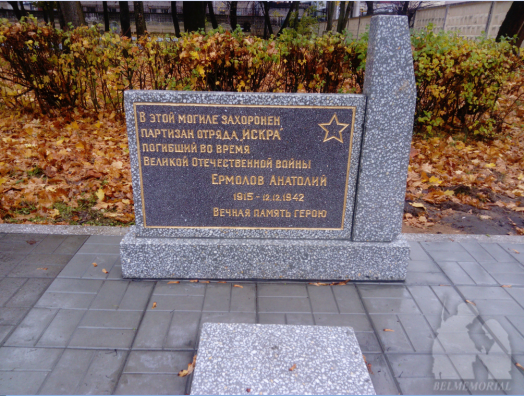 В ЭТОЙ МОГИЛЕ ЗАХОРОНЕН
ПАРТИЗАН ОТРЯДА „ИСКРА”
ПОГИБШИЙ ВО ВРЕМЯ
ВЕЛИКОЙ ОТЕЧЕСТВЕННОЙ ВОЙНЫ
ЕРМОЛОВ АНАТОЛИЙ
1915 - 12.12.1942
ВЕЧНАЯ ПАМЯТЬ ГЕРОЮ
BELMEMORIAL